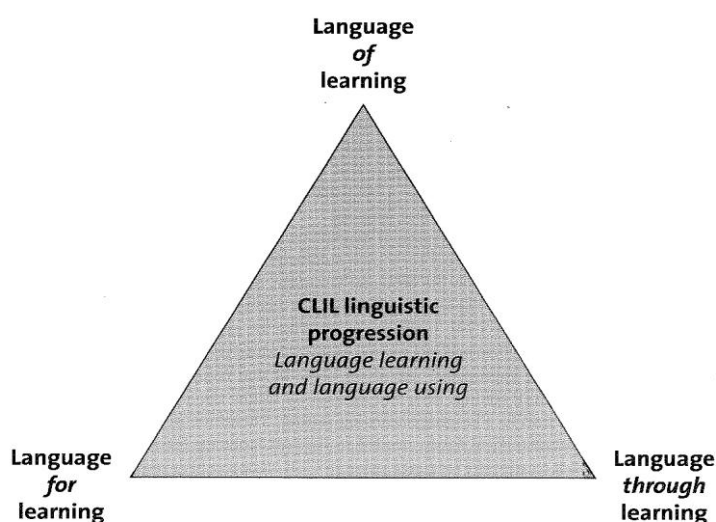 Language
of
learning
CLIL linguistic
progression
Language learning
and language using
Language
for
learning
Language
through
learning